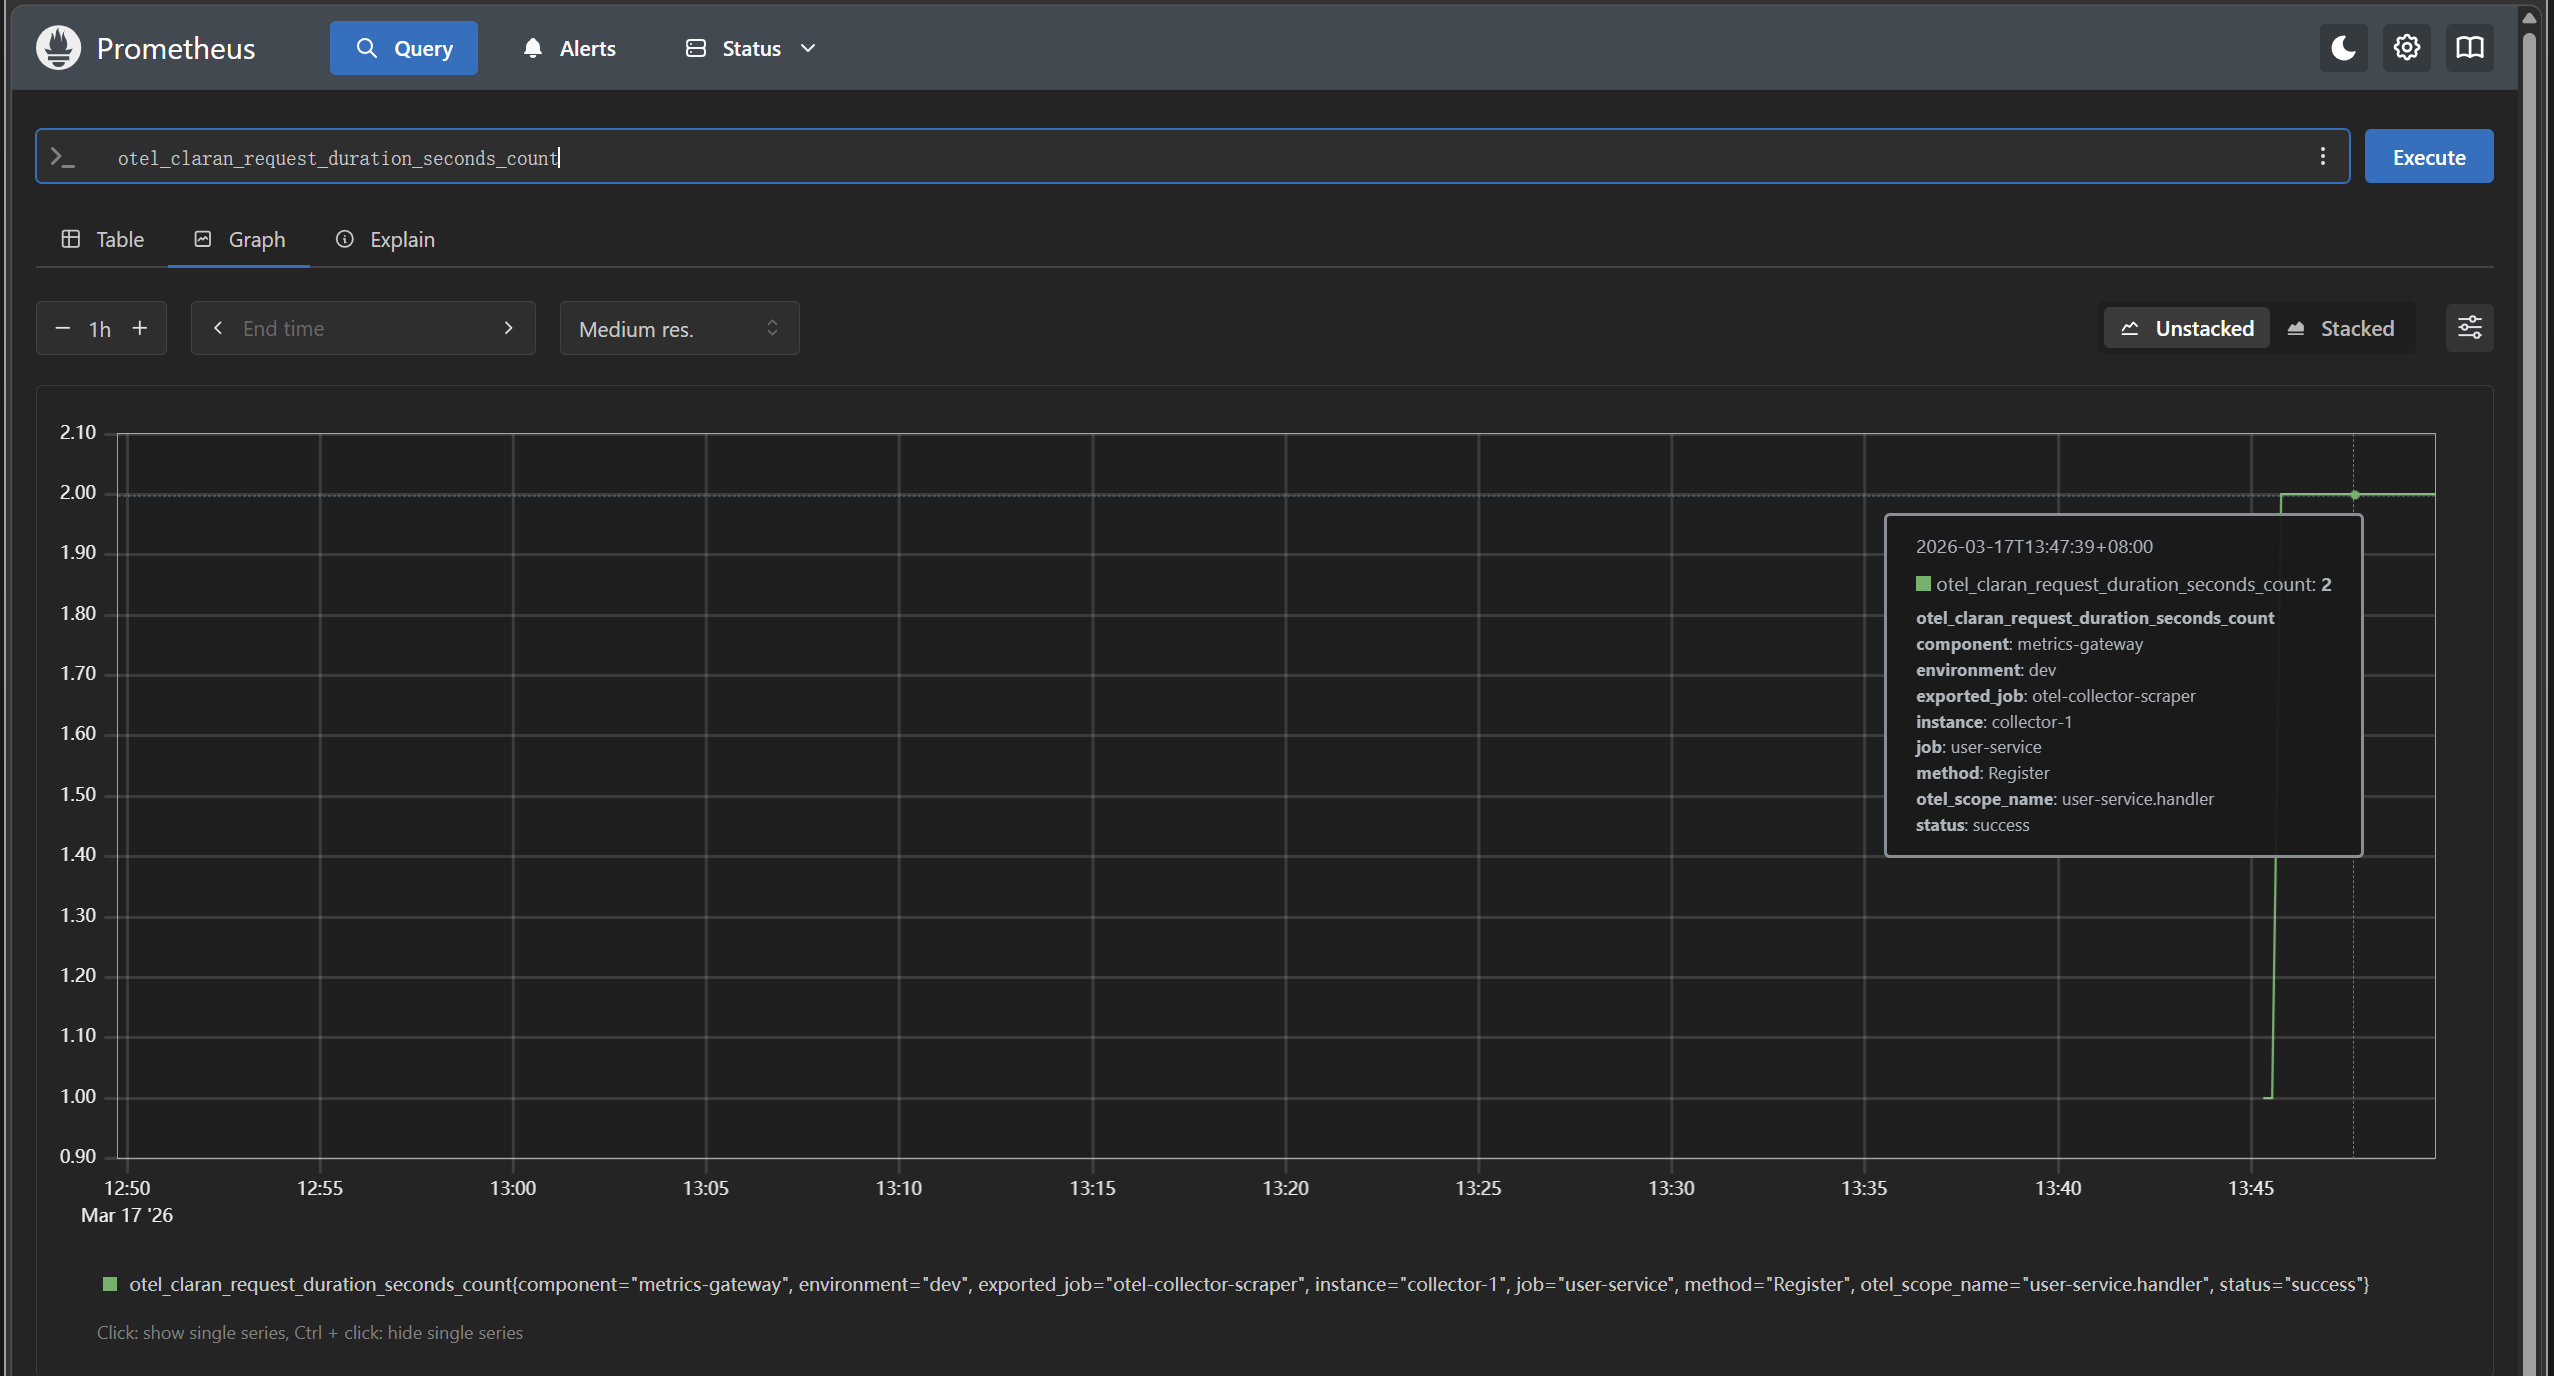 Prometheus
Query
Alerts
Status
otel_claran_request_duration_seconds_count
Execute
Table
Graph
Explain
1h
End time
Medium res.
Unstacked
Stacked
2.10
2.00
1.90
1.80
1.70
1.60
1.50
1.40
1.30
1.20
1.10
1.00
0.90
2026-03-17T13:47:39+08:00
otel_claran_request_duration_seconds_count: 2
otel_claran_request_duration_seconds_count
component: metrics-gateway
environment: dev
exported_job: otel-collector-scraper
instance: collector-1
job: user-service
method: Register
otel_scope_name: user-service.handler
status: success
12:50 12:55 13:00 13:05 13:10 13:15 13:20 13:25 13:30 13:35 13:40 13:45
Mar 17 '26
otel_claran_request_duration_seconds_count{component="metrics-gateway", environment="dev", exported_job="otel-collector-scraper", instance="collector-1", job="user-service", method="Register", otel_scope_name="user-service.handler", status="success"}
Click: show single series, Ctrl + click: hide single series